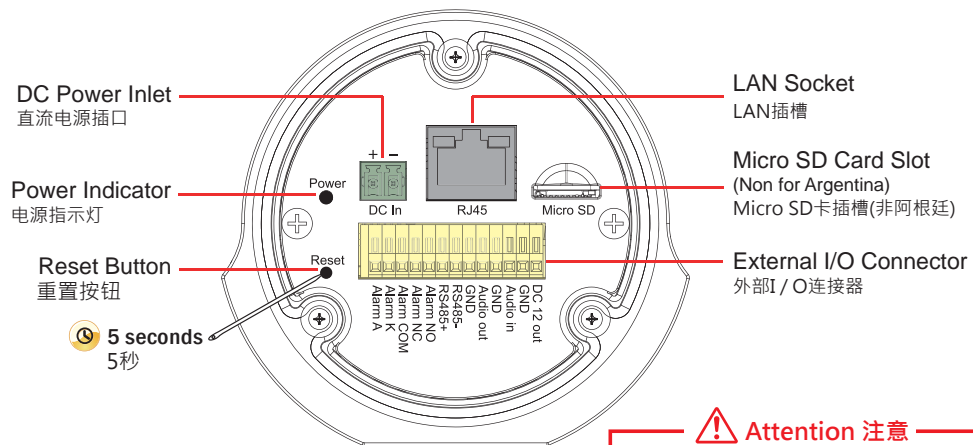 DC Power Inlet
直流电源插口
Power Indicator
电源指示灯
Reset Button
重置按钮
5 seconds
5秒
+ −
Power
DC In
RJ45
Micro SD
Reset
Alarm A
Alarm K
Alarm COM
Alarm NC
Alarm NO
RS485+
RS485-
GND
Audio out
GND
Audio in
GND
DC 12 out
LAN Socket
LAN插槽
Micro SD Card Slot
(Non for Argentina)
Micro SD卡插槽(非阿根廷)
External I/O Connector
外部I / O连接器
Attention 注意